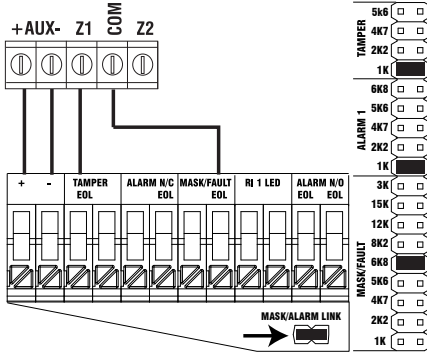 +AUX- Z1 COM Z2
+ - TAMPER EOL ALARM N/C EOL MASK/FAULT EOL RI 1 LED ALARM N/O EOL EOL
MASK/ALARM LINK
TAMPER
5k6
4K7
2K2
1K
ALARM 1
6K8
5K6
4K7
2K2
1K
MASK/FAULT
3K
15K
12K
8K2
6K8
5K6
4K7
2K2
1K